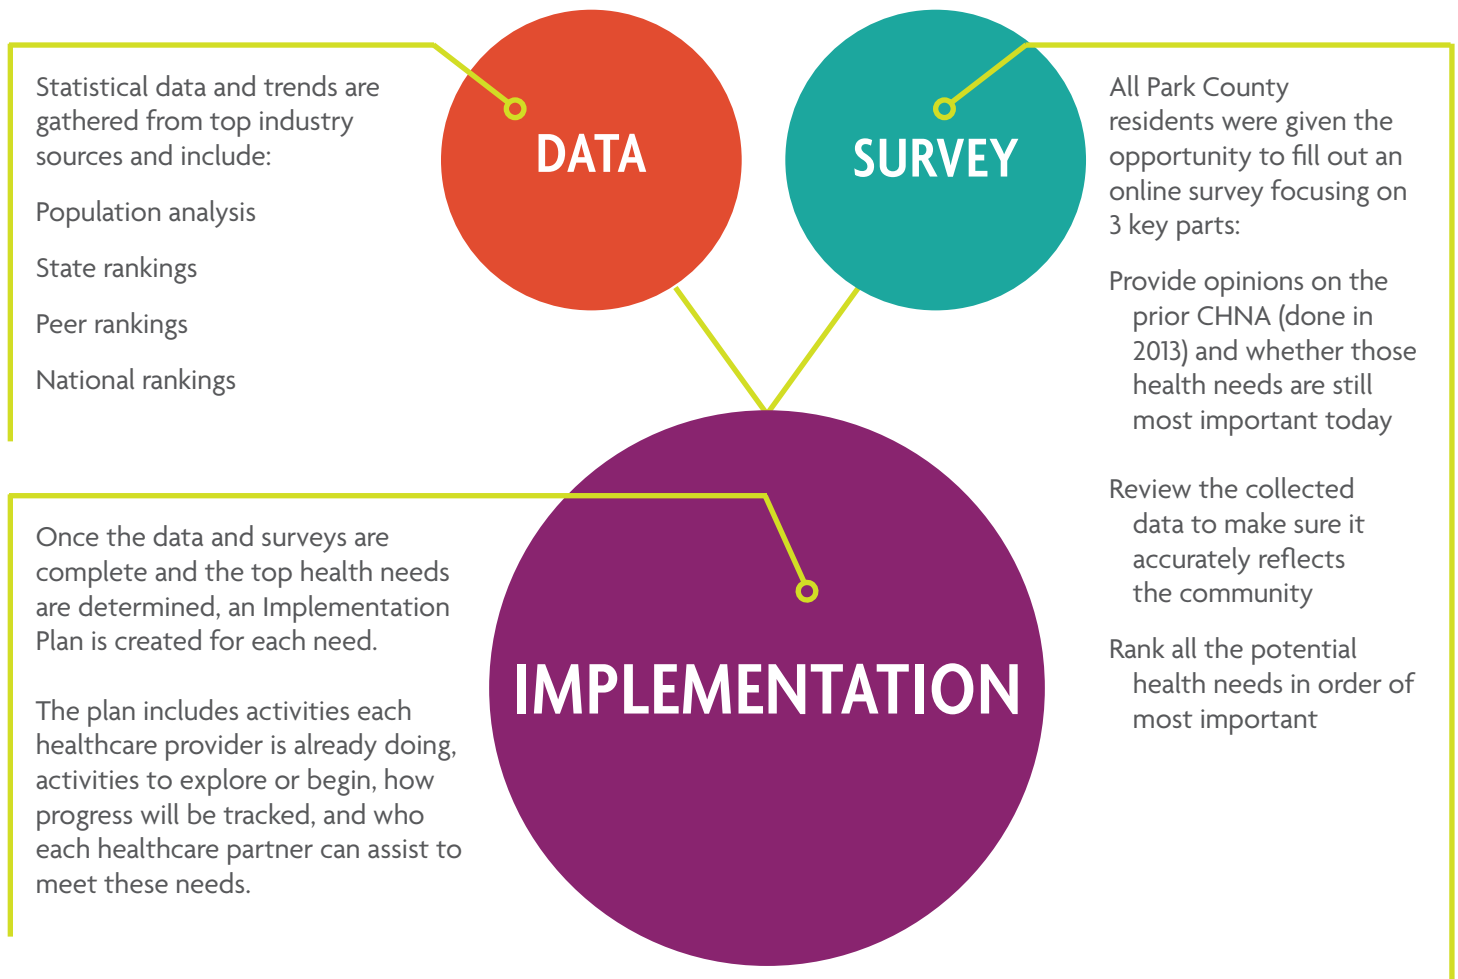 Statistical data and trends are
gathered from top industry
sources and include:
Population analysis
State rankings
Peer rankings
National rankings
DATA
SURVEY
All Park County
residents were given the
opportunity to fill out an
online survey focusing on
3 key parts:
Provide opinions on the
prior CHNA (done in
2013) and whether those
health needs are still
most important today
Review the collected
data to make sure it
accurately reflects
the community
Rank all the potential
health needs in order of
most important
Once the data and surveys are
complete and the top health needs
are determined, an Implementation
Plan is created for each need.
The plan includes activities each
healthcare provider is already doing,
activities to explore or begin, how
progress will be tracked, and who
each healthcare partner can assist to
meet these needs.
IMPLEMENTATION